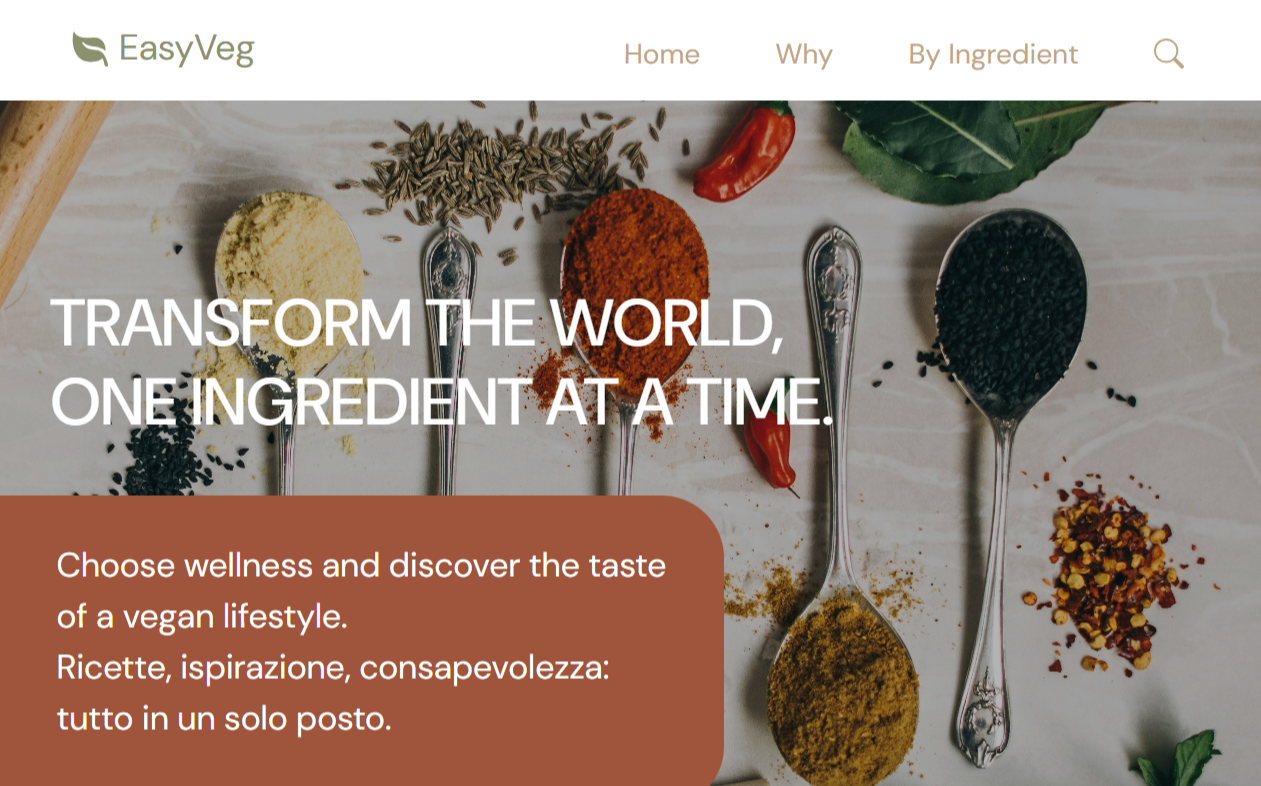 EasyVeg
Home
Why
By Ingredient
TRANSFORM THE WORLD,
ONE INGREDIENT AT A TIME.
Choose wellness and discover the taste
of a vegan lifestyle.
Ricette, ispirazione, consapevolezza:
tutto in un solo posto.